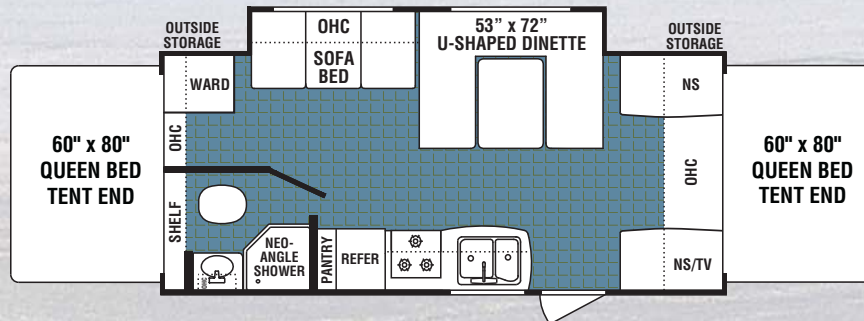 OUTSIDE
STORAGE
OHC
SOFA
BED
53” x 72”
U-SHAPED DINETTE
OUTSIDE
STORAGE
WARD
NS
OHC
60" x 80"
QUEEN BED
TENT END
OHC
60" x 80"
QUEEN BED
TENT END
SHELF
NEO-
ANGLE
SHOWER
PANTRY
REFER
NS/TV
OHC